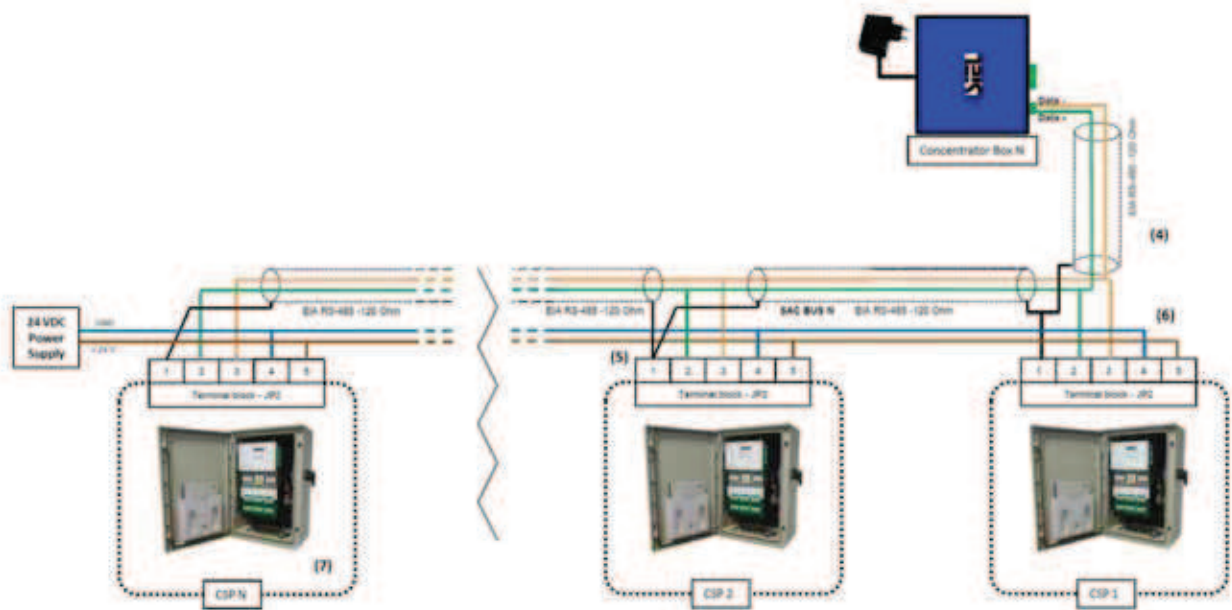 Data -
Data +
Concentrator Box N
EIA RS-485 -120 Ohm
(4)
EIA RS-485 -120 Ohm
EIA RS-485 -120 Ohm
SAC BUS N
EIA RS-485 -120 Ohm
(6)
24 VDC
Power
Supply
+24 V
(5)
1 2 3 4 5
Terminal block - JP2
1 2 3 4 5
Terminal block - JP2
1 2 3 4 5
Terminal block - JP2
(7)
CSP N
CSP 2
CSP 1